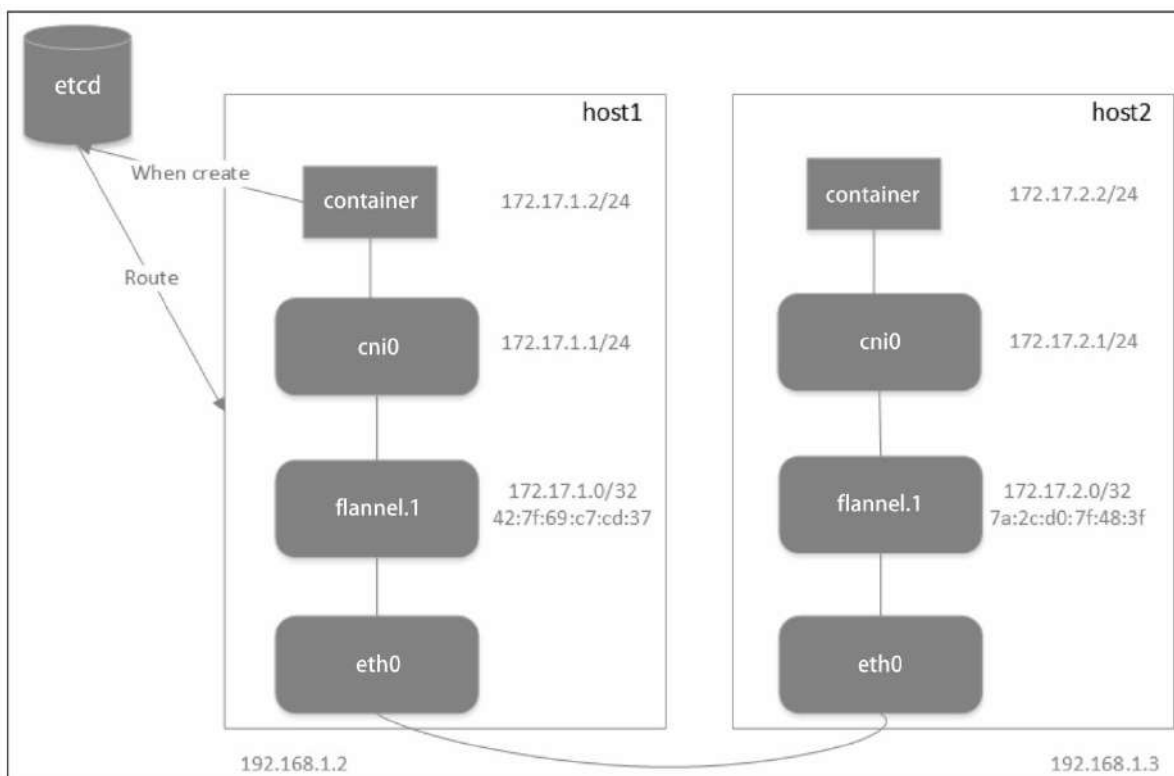 etcd
host1
host2
When create
container
172.17.1.2/24
container
172.17.2.2/24
Route
cni0
172.17.1.1/24
cni0
172.17.2.1/24
flannel.1
172.17.1.0/32
42:7f:69:c7:cd:37
flannel.1
172.17.2.0/32
7a:2c:d0:7f:48:3f
eth0
eth0
192.168.1.2
192.168.1.3